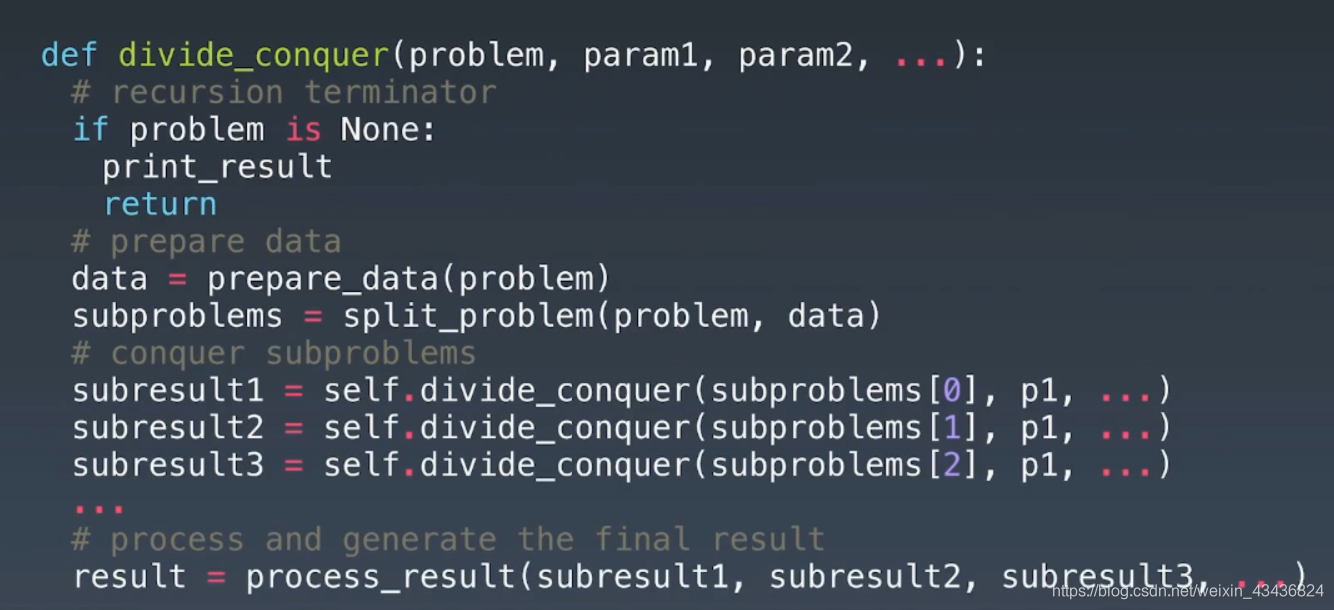 def divide_conquer(problem, param1, param2, ...):
# recursion terminator
if problem is None:
print_result
return
# prepare data
data = prepare_data(problem)
subproblems = split_problem(problem, data)
# conquer subproblems
subresult1 = self.divide_conquer(subproblems[0], p1, ...)
subresult2 = self.divide_conquer(subproblems[1], p1, ...)
subresult3 = self.divide_conquer(subproblems[2], p1, ...)
...
# process and generate the final result
result = process_result(subresult1, subresult2, subresult3, ...)
https://blog.csdn.net/weixin_43436824